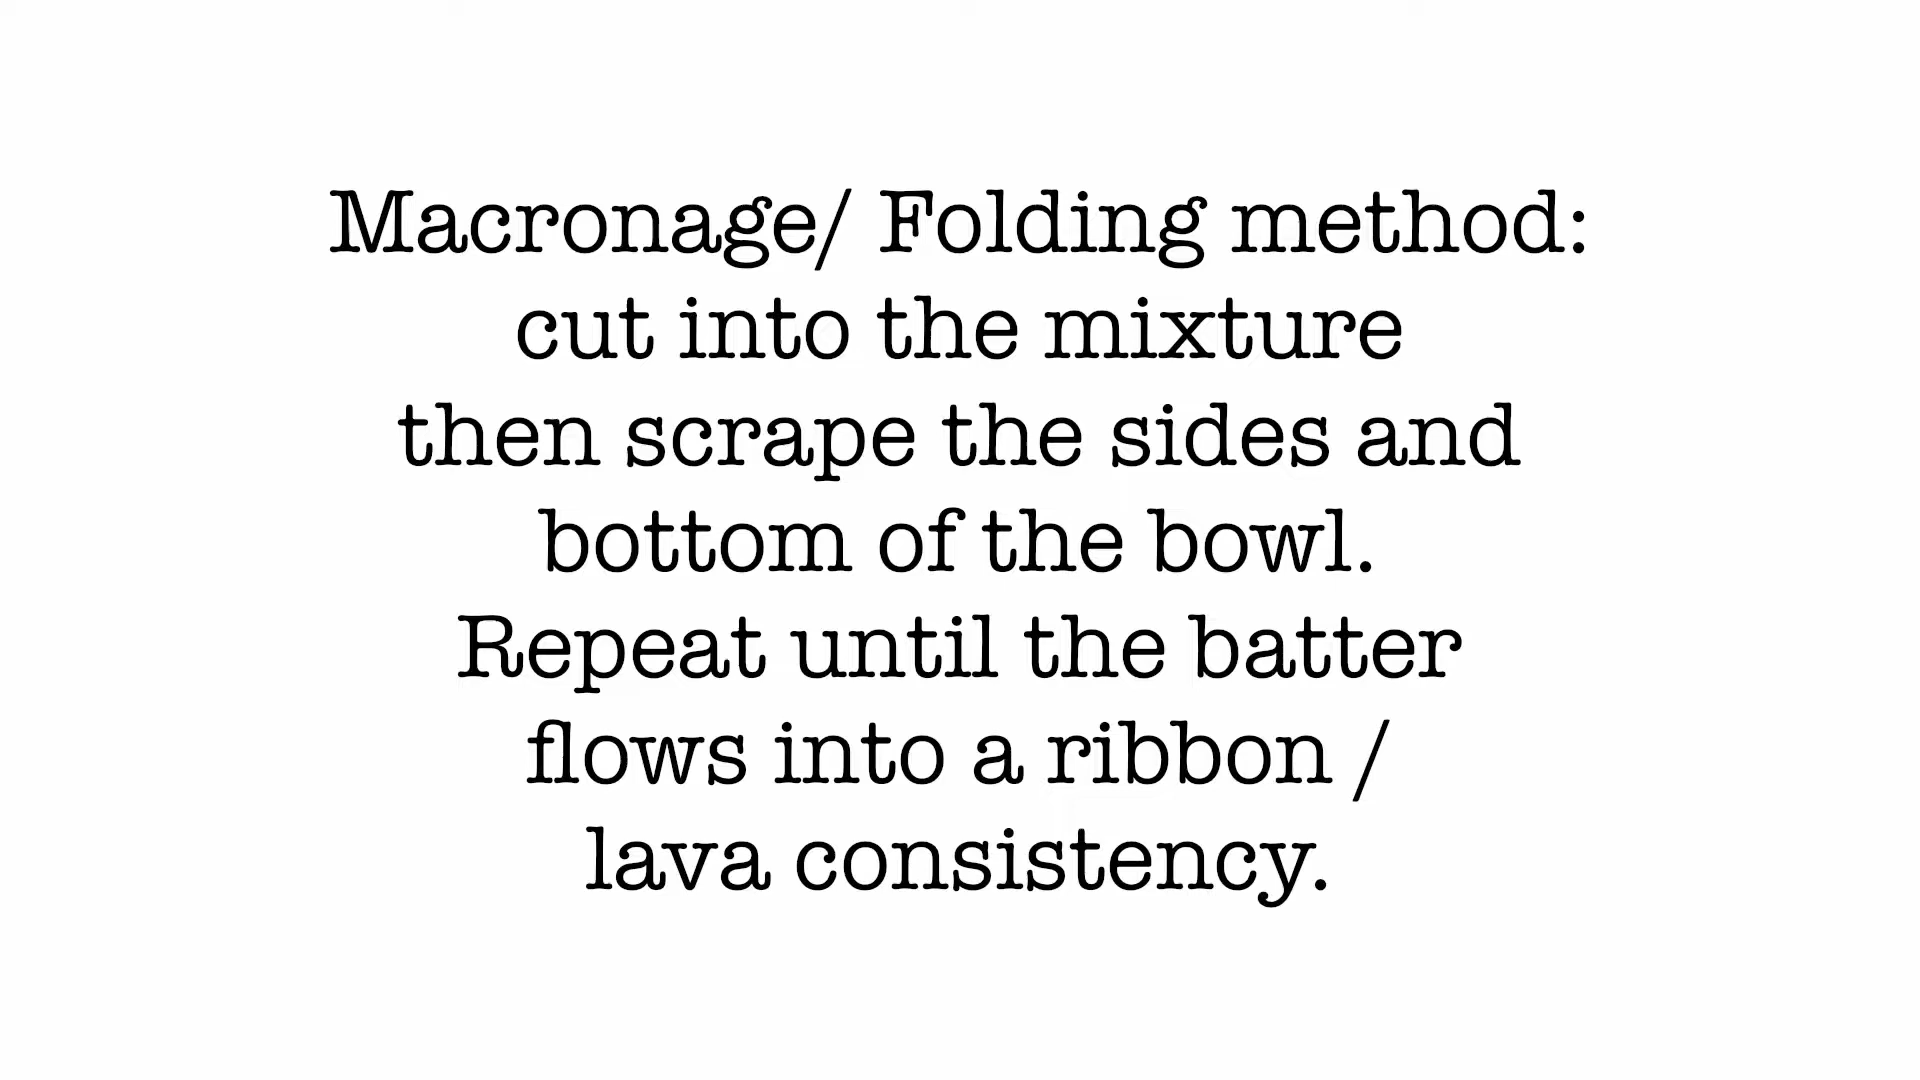 Macronage/ Folding method:
cut into the mixture
then scrape the sides and
bottom of the bowl.
Repeat until the batter
flows into a ribbon /
lava consistency.